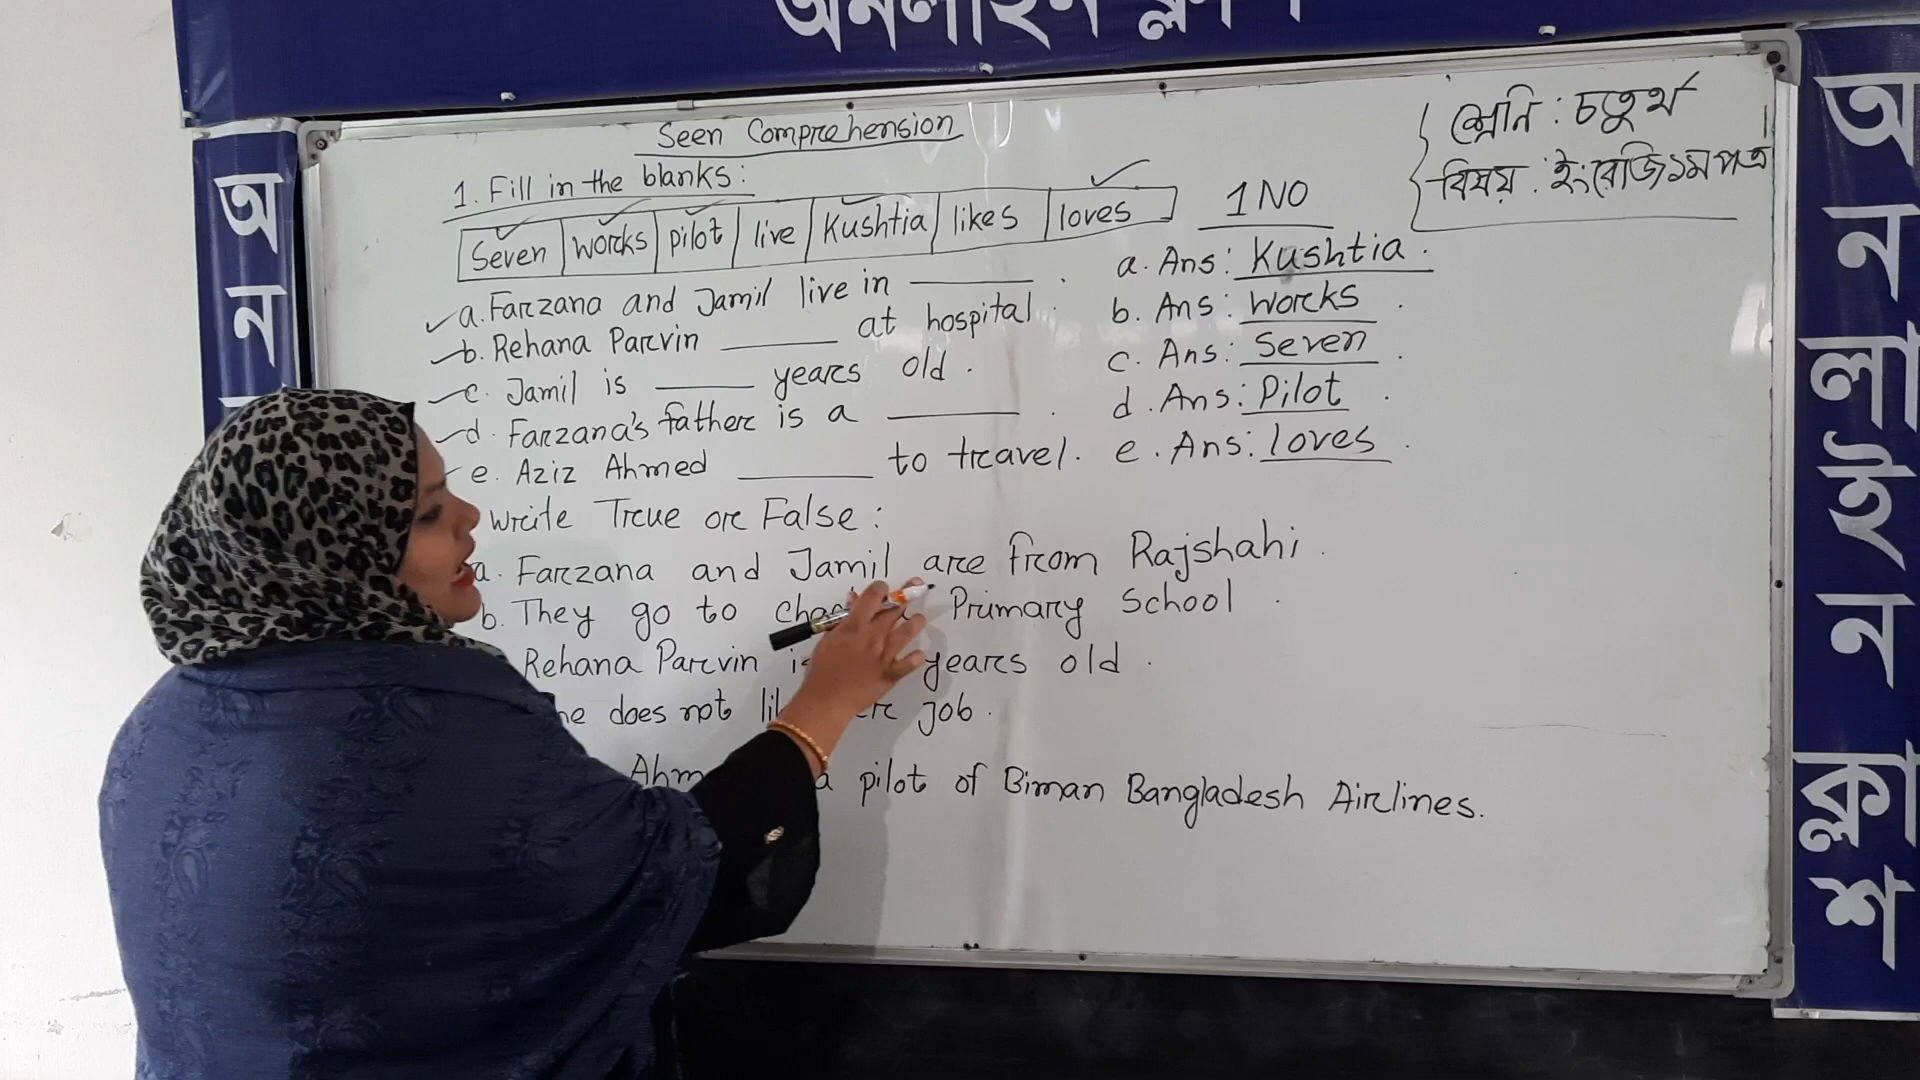 অনলাইন ক্লাশ
শ্রেনি : চতুর্থ
বিষয় : ইংরেজি ১ম পত্র
Seen Comprehension
1. Fill in the blanks:
Seven works pilot live Kushtia likes loves
1 NO
a. Farzana and Jamil live in ______ .
b. Rehana Parvin ______ at hospital.
c. Jamil is ______ years old.
d. Farzana's father is a ______ .
e. Aziz Ahmed ______ to travel.
a. Ans: Kushtia.
b. Ans: works.
c. Ans: Seven.
d. Ans: Pilot.
e. Ans: loves.
write True or False:
a. Farzana and Jamil are from Rajshahi.
b. They go to Primary School.
Rehana Parvin years old.
does not job.
a pilot of Biman Bangladesh Airlines.
অন
অনলাইন ক্লাশ